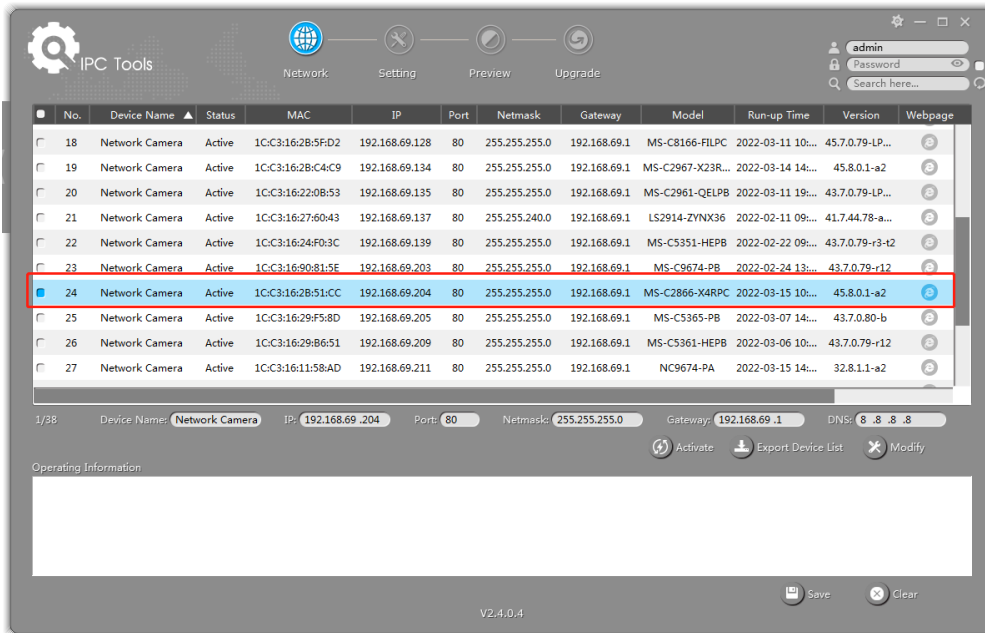 admin
IPC Tools
Password
Network Setting Preview Upgrade
Search here...
No. Device Name ▲ Status MAC IP Port Netmask Gateway Model Run-up Time Version Webpage
18 Network Camera Active 1C:C3:16:2B:5F:D2 192.168.69.128 80 255.255.255.0 192.168.69.1 MS-C8166-FILPC 2022-03-11 10:... 45.7.0.79-LP...
19 Network Camera Active 1C:C3:16:2B:C4:C9 192.168.69.134 80 255.255.255.0 192.168.69.1 MS-C2967-X23R... 2022-03-14 14:... 45.8.0.1-a2
20 Network Camera Active 1C:C3:16:22:0B:53 192.168.69.135 80 255.255.255.0 192.168.69.1 MS-C2961-QELPB 2022-03-11 19:... 43.7.0.79-LP...
21 Network Camera Active 1C:C3:16:27:60:43 192.168.69.137 80 255.255.240.0 192.168.69.1 LS2914-ZYNX36 2022-02-11 09:... 41.7.44.78-a...
22 Network Camera Active 1C:C3:16:24:F0:3C 192.168.69.139 80 255.255.255.0 192.168.69.1 MS-C5351-HEPB 2022-02-22 09:... 43.7.0.79-r3-t2
23 Network Camera Active 1C:C3:16:90:81:5E 192.168.69.203 80 255.255.255.0 192.168.69.1 MS-C9674-PB 2022-02-24 13:... 43.7.0.79-r12
24 Network Camera Active 1C:C3:16:2B:51:CC 192.168.69.204 80 255.255.255.0 192.168.69.1 MS-C2866-X4RPC 2022-03-15 10:... 45.8.0.1-a2
25 Network Camera Active 1C:C3:16:29:F5:8D 192.168.69.205 80 255.255.255.0 192.168.69.1 MS-C5365-PB 2022-03-07 14:... 43.7.0.80-b
26 Network Camera Active 1C:C3:16:29:B6:51 192.168.69.209 80 255.255.255.0 192.168.69.1 MS-C5361-HEPB 2022-03-06 10:... 43.7.0.79-r12
27 Network Camera Active 1C:C3:16:11:58:AD 192.168.69.211 80 255.255.255.0 192.168.69.1 NC9674-PA 2022-03-15 14:... 32.8.1.1-a2
1/38 Device Name: Network Camera IP: 192.168.69 .204 Port: 80 Netmask: 255.255.255.0 Gateway: 192.168.69 .1 DNS: 8 .8 .8 .8
Activate Export Device List Modify
Operating Information
Save Clear
V2.4.0.4